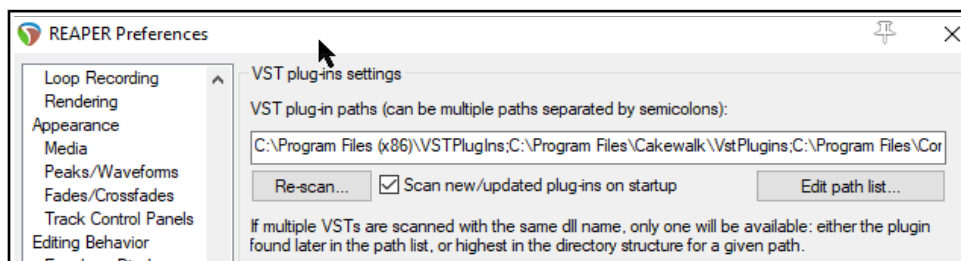 REAPER Preferences
Loop Recording
Rendering
Appearance
Media
Peaks/Waveforms
Fades/Crossfades
Track Control Panels
Editing Behavior
VST plug-ins settings
VST plug-in paths (can be multiple paths separated by semicolons):
C:\Program Files (x86)\VSTPlugIns;C:\Program Files\Cakewalk\VstPlugins;C:\Program Files\Cor
Re-scan... Scan new/updated plug-ins on startup Edit path list...
If multiple VSTs are scanned with the same dll name, only one will be available: either the plugin
found later in the path list, or highest in the directory structure for a given path.